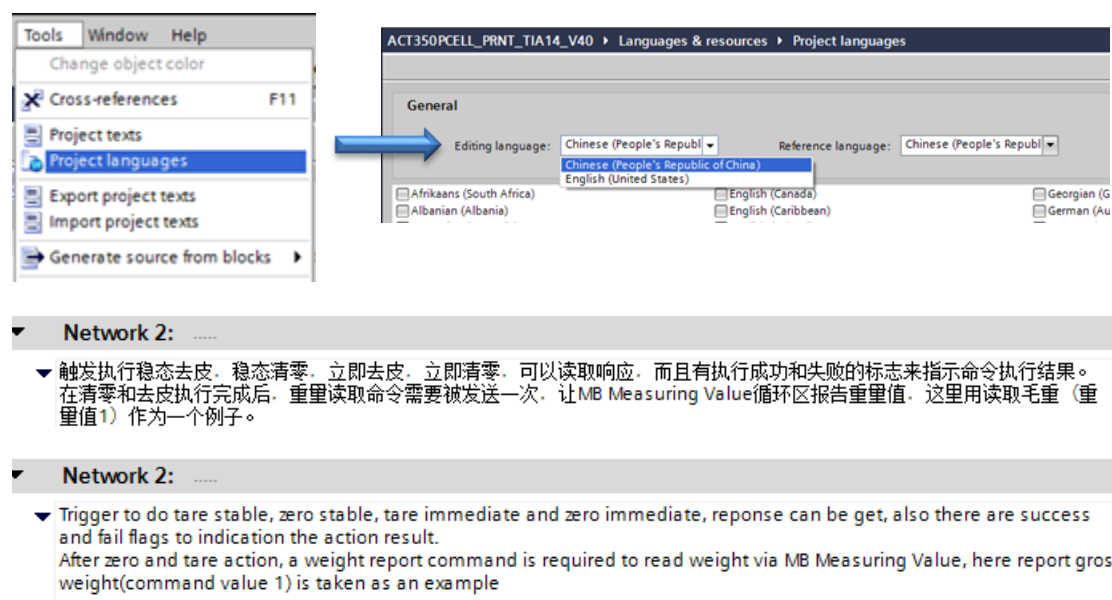 Tools Window Help
Change object color
Cross-references F11
Project texts
Project languages
Export project texts
Import project texts
Generate source from blocks
ACT350PCELL_PRNT_TIA14_V40 Languages & resources Project languages
General
Editing language: Chinese (People's Republ Reference language: Chinese (People's Republ
Chinese (People's Republic of China)
English (United States)
Afrikaans (South Africa) English (Canada) Georgian (G
Albanian (Albania) English (Caribbean) German (Au
Network 2: .....
触发执行稳态去皮，稳态清零，立即去皮，立即清零，可以读取响应，而且有执行成功和失败的标志来指示命令执行结果。
在清零和去皮执行完成后，重量读取命令需要被发送一次，让MB Measuring Value循环区报告重量值，这里用读取毛重（重
量值1）作为一个例子。
Network 2: .....
Trigger to do tare stable, zero stable, tare immediate and zero immediate, reponse can be get, also there are success
and fail flags to indication the action result.
After zero and tare action, a weight report command is required to read weight via MB Measuring Value, here report gros
weight(command value 1) is taken as an example